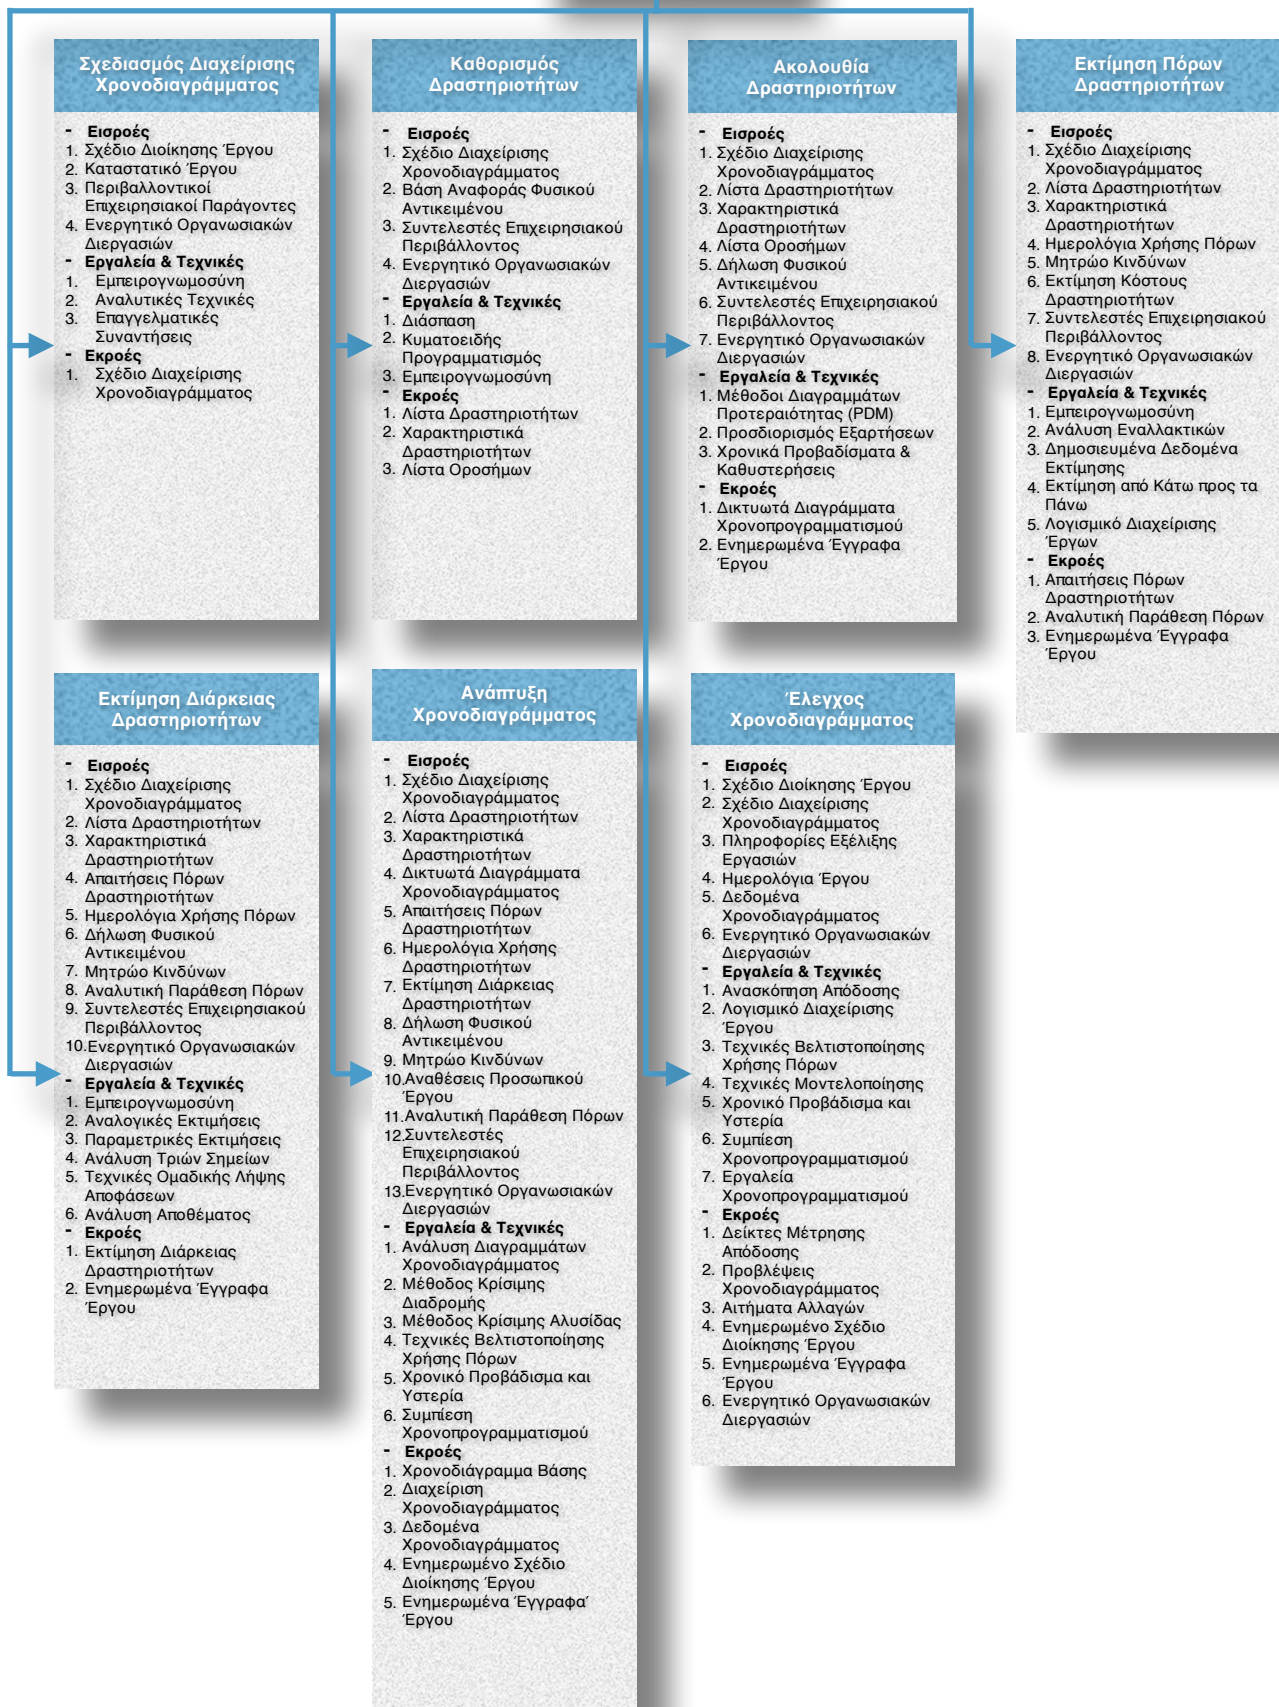 Σχεδιασμός Διαχείρισης
Χρονοδιαγράμματος
- Εισροές
1. Σχέδιο Διοίκησης Έργου
2. Καταστατικό Έργου
3. Περιβαλλοντικοί
Επιχειρησιακοί Παράγοντες
4. Ενεργητικό Οργανωσιακών
Διεργασιών
- Εργαλεία & Τεχνικές
1. Εμπειρογνωμοσύνη
2. Αναλυτικές Τεχνικές
3. Επαγγελματικές
Συναντήσεις
- Εκροές
1. Σχέδιο Διαχείρισης
Χρονοδιαγράμματος
Καθορισμός
Δραστηριοτήτων
- Εισροές
1. Σχέδιο Διαχείρισης
Χρονοδιαγράμματος
2. Βάση Αναφοράς Φυσικού
Αντικειμένου
3. Συντελεστές Επιχειρησιακού
Περιβάλλοντος
4. Ενεργητικό Οργανωσιακών
Διεργασιών
- Εργαλεία & Τεχνικές
1. Διάσπαση
2. Κυματοειδής
Προγραμματισμός
3. Εμπειρογνωμοσύνη
- Εκροές
1. Λίστα Δραστηριοτήτων
2. Χαρακτηριστικά
Δραστηριοτήτων
3. Λίστα Οροσήμων
Ακολουθία
Δραστηριοτήτων
- Εισροές
1. Σχέδιο Διαχείρισης
Χρονοδιαγράμματος
2. Λίστα Δραστηριοτήτων
3. Χαρακτηριστικά
Δραστηριοτήτων
4. Λίστα Οροσήμων
5. Δήλωση Φυσικού
Αντικειμένου
6. Συντελεστές Επιχειρησιακού
Περιβάλλοντος
7. Ενεργητικό Οργανωσιακών
Διεργασιών
- Εργαλεία & Τεχνικές
1. Μέθοδοι Διαγραμμάτων
Προτεραιότητας (PDM)
2. Προσδιορισμός Εξαρτήσεων
3. Χρονικά Προβαδίσματα &
Καθυστερήσεις
- Εκροές
1. Δικτυωτά Διαγράμματα
Χρονοπρογραμματισμού
2. Ενημερωμένα Έγγραφα
Έργου
Εκτίμηση Πόρων
Δραστηριοτήτων
- Εισροές
1. Σχέδιο Διαχείρισης
Χρονοδιαγράμματος
2. Λίστα Δραστηριοτήτων
3. Χαρακτηριστικά
Δραστηριοτήτων
4. Ημερολόγια Χρήσης Πόρων
5. Μητρώο Κινδύνων
6. Εκτίμηση Κόστους
Δραστηριοτήτων
7. Συντελεστές Επιχειρησιακού
Περιβάλλοντος
8. Ενεργητικό Οργανωσιακών
Διεργασιών
- Εργαλεία & Τεχνικές
1. Εμπειρογνωμοσύνη
2. Ανάλυση Εναλλακτικών
3. Δημοσιευμένα Δεδομένα
Εκτίμησης
4. Εκτίμηση από Κάτω προς τα
Πάνω
5. Λογισμικό Διαχείρισης
Έργων
- Εκροές
1. Απαιτήσεις Πόρων
Δραστηριοτήτων
2. Αναλυτική Παράθεση Πόρων
3. Ενημερωμένα Έγγραφα
Έργου
Εκτίμηση Διάρκειας
Δραστηριοτήτων
- Εισροές
1. Σχέδιο Διαχείρισης
Χρονοδιαγράμματος
2. Λίστα Δραστηριοτήτων
3. Χαρακτηριστικά
Δραστηριοτήτων
4. Απαιτήσεις Πόρων
Δραστηριοτήτων
5. Ημερολόγια Χρήσης Πόρων
6. Δήλωση Φυσικού
Αντικειμένου
7. Μητρώο Κινδύνων
8. Αναλυτική Παράθεση Πόρων
9. Συντελεστές Επιχειρησιακού
Περιβάλλοντος
10.Ενεργητικό Οργανωσιακών
Διεργασιών
- Εργαλεία & Τεχνικές
1. Εμπειρογνωμοσύνη
2. Αναλογικές Εκτιμήσεις
3. Παραμετρικές Εκτιμήσεις
4. Ανάλυση Τριών Σημείων
5. Τεχνικές Ομαδικής Λήψης
Αποφάσεων
6. Ανάλυση Αποθέματος
- Εκροές
1. Εκτίμηση Διάρκειας
Δραστηριοτήτων
2. Ενημερωμένα Έγγραφα
Έργου
Ανάπτυξη
Χρονοδιαγράμματος
- Εισροές
1. Σχέδιο Διαχείρισης
Χρονοδιαγράμματος
2. Λίστα Δραστηριοτήτων
3. Χαρακτηριστικά
Δραστηριοτήτων
4. Δικτυωτά Διαγράμματα
Χρονοδιαγράμματος
5. Απαιτήσεις Πόρων
Δραστηριοτήτων
6. Ημερολόγια Χρήσης
Δραστηριοτήτων
7. Εκτίμηση Διάρκειας
Δραστηριοτήτων
8. Δήλωση Φυσικού
Αντικειμένου
9. Μητρώο Κινδύνων
10.Αναθέσεις Προσωπικού
Έργου
11.Αναλυτική Παράθεση Πόρων
12.Συντελεστές
Επιχειρησιακού
Περιβάλλοντος
13.Ενεργητικό Οργανωσιακών
Διεργασιών
- Εργαλεία & Τεχνικές
1. Ανάλυση Διαγραμμάτων
Χρονοδιαγράμματος
2. Μέθοδος Κρίσιμης
Διαδρομής
3. Μέθοδος Κρίσιμης Αλυσίδας
4. Τεχνικές Βελτιστοποίησης
Χρήσης Πόρων
5. Χρονικό Προβάδισμα και
Υστερία
6. Συμπίεση
Χρονοπρογραμματισμού
- Εκροές
1. Χρονοδιάγραμμα Βάσης
2. Διαχείριση
Χρονοδιαγράμματος
3. Δεδομένα
Χρονοδιαγράμματος
4. Ενημερωμένο Σχέδιο
Διοίκησης Έργου
5. Ενημερωμένα Έγγραφα΄
Έργου
Έλεγχος
Χρονοδιαγράμματος
- Εισροές
1. Σχέδιο Διοίκησης Έργου
2. Σχέδιο Διαχείρισης
Χρονοδιαγράμματος
3. Πληροφορίες Εξέλιξης
Εργασιών
4. Ημερολόγια Έργου
5. Δεδομένα
Χρονοδιαγράμματος
6. Ενεργητικό Οργανωσιακών
Διεργασιών
- Εργαλεία & Τεχνικές
1. Ανασκόπηση Απόδοσης
2. Λογισμικό Διαχείρισης
Έργου
3. Τεχνικές Βελτιστοποίησης
Χρήσης Πόρων
4. Τεχνικές Μοντελοποίησης
5. Χρονικό Προβάδισμα και
Υστερία
6. Συμπίεση
Χρονοπρογραμματισμού
7. Εργαλεία
Χρονοπρογραμματισμού
- Εκροές
1. Δείκτες Μέτρησης
Απόδοσης
2. Προβλέψεις
Χρονοδιαγράμματος
3. Αιτήματα Αλλαγών
4. Ενημερωμένο Σχέδιο
Διοίκησης Έργου
5. Ενημερωμένα Έγγραφα
Έργου
6. Ενεργητικό Οργανωσιακών
Διεργασιών